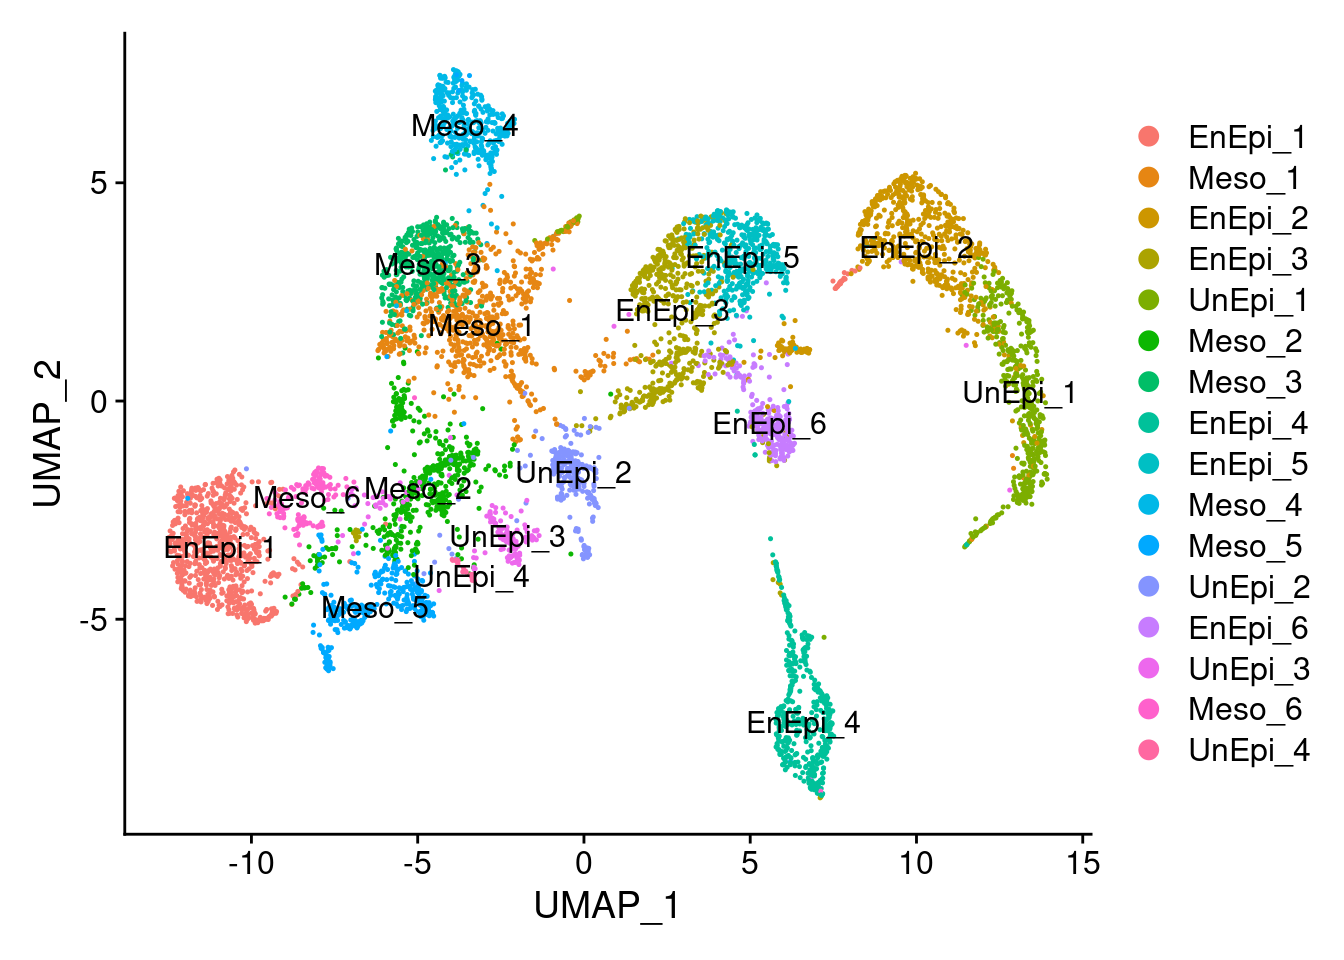 Meso_4
5
Meso_3
EnEpi_5
EnEpi_2
EnEpi_3
Meso_1
0
UnEpi_1
EnEpi_6
UnEpi_2
Meso_2
Meso_6
UnEpi_3
EnEpi_1
UnEpi_4
Meso_5
-5
EnEpi_4
-10
-5
0
5
10
15
UMAP_1
UMAP_2
EnEpi_1
Meso_1
EnEpi_2
EnEpi_3
UnEpi_1
Meso_2
Meso_3
EnEpi_4
EnEpi_5
Meso_4
Meso_5
UnEpi_2
EnEpi_6
UnEpi_3
Meso_6
UnEpi_4